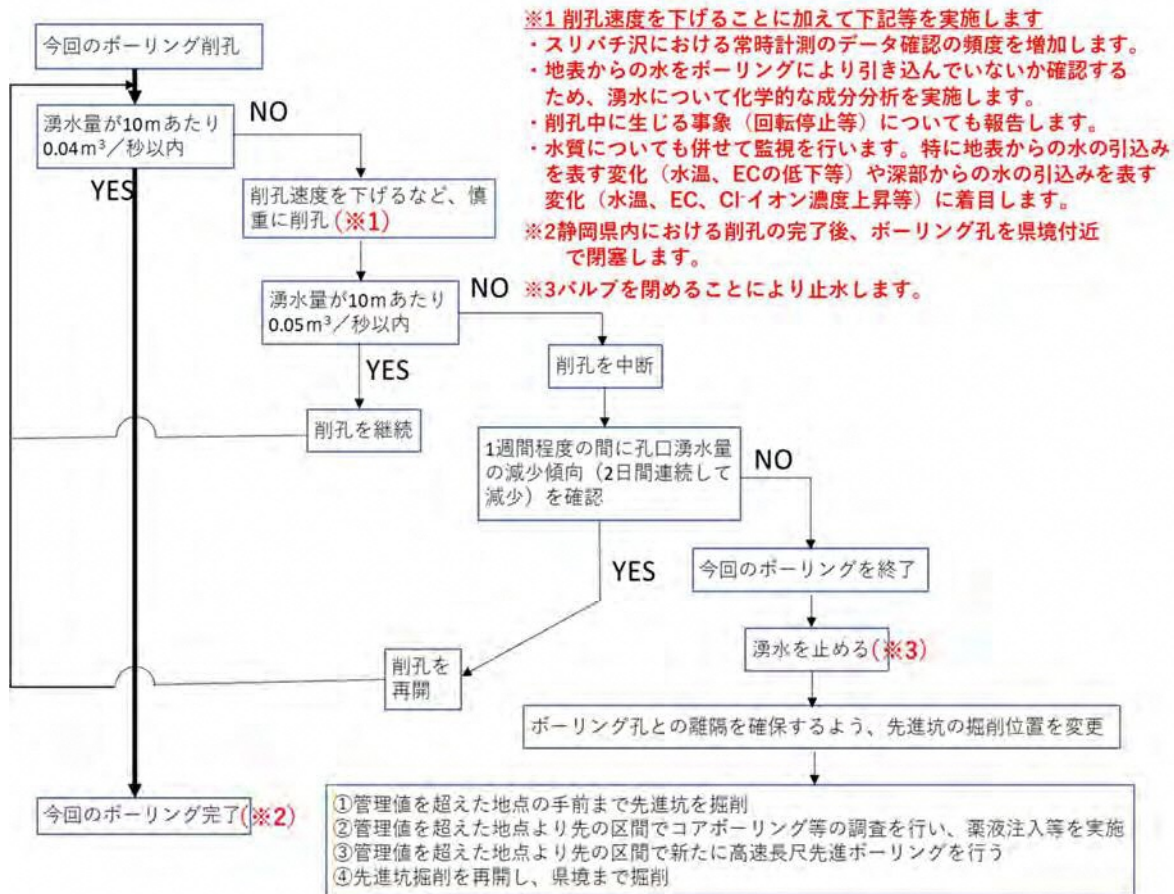 今回のボーリング削孔
湧水量が10mあたり
0.04m³／秒以内
NO
YES
削孔速度を下げるなど、慎
重に削孔(※1)
湧水量が10mあたり
0.05m³／秒以内
NO
YES
削孔を中断
削孔を継続
1週間程度の間に孔口湧水量
の減少傾向（2日間連続して
減少）を確認
NO
YES
今回のボーリングを終了
湧水を止める(※3)
削孔を
再開
ボーリング孔との離隔を確保するよう、先進坑の掘削位置を変更
今回のボーリング完了(※2)
①管理値を超えた地点の手前まで先進坑を掘削
②管理値を超えた地点より先の区間でコアボーリング等の調査を行い、薬液注入等を実施
③管理値を超えた地点より先の区間で新たに高速長尺先進ボーリングを行う
④先進坑掘削を再開し、県境まで掘削
※1 削孔速度を下げることに加えて下記等を実施します
・スリバチ沢における常時計測のデータ確認の頻度を増加します。
・地表からの水をボーリングにより引き込んでいないか確認する
ため、湧水について化学的な成分分析を実施します。
・削孔中に生じる事象（回転停止等）についても報告します。
・水質についても併せて監視を行います。特に地表からの水の引込み
を表す変化（水温、ECの低下等）や深部からの水の引込みを表す
変化（水温、EC、Cl⁻イオン濃度上昇等）に着目します。
※2静岡県内における削孔の完了後、ボーリング孔を県境付近
で閉塞します。
※3バルブを閉めることにより止水します。